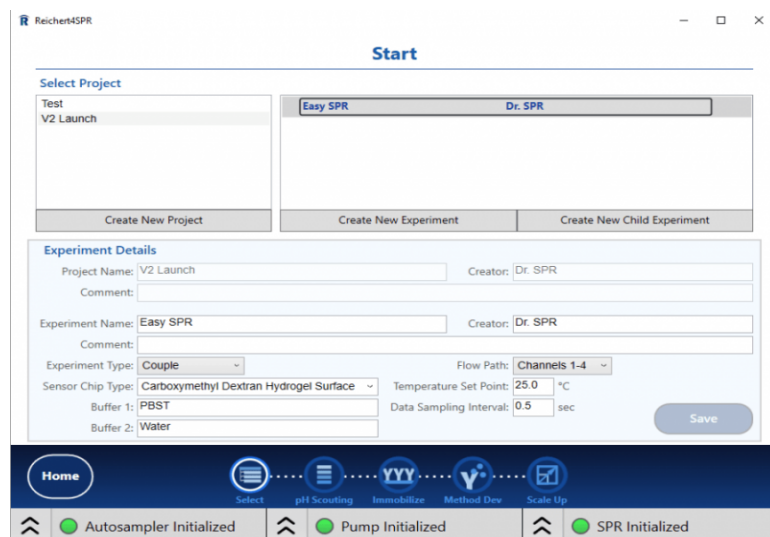 Reichert4SPR
Start
Select Project
Test
V2 Launch
Easy SPR Dr. SPR
Create New Project Create New Experiment Create New Child Experiment
Experiment Details
Project Name: V2 Launch Creator: Dr. SPR
Comment:
Experiment Name: Easy SPR Creator: Dr. SPR
Comment:
Experiment Type: Couple Flow Path: Channels 1-4
Sensor Chip Type: Carboxymethyl Dextran Hydrogel Surface Temperature Set Point: 25.0 °C
Buffer 1: PBST Data Sampling Interval: 0.5 sec
Buffer 2: Water
Save
Home
Select pH Scouting Immobilize Method Dev Scale Up
Autosampler Initialized Pump Initialized SPR Initialized